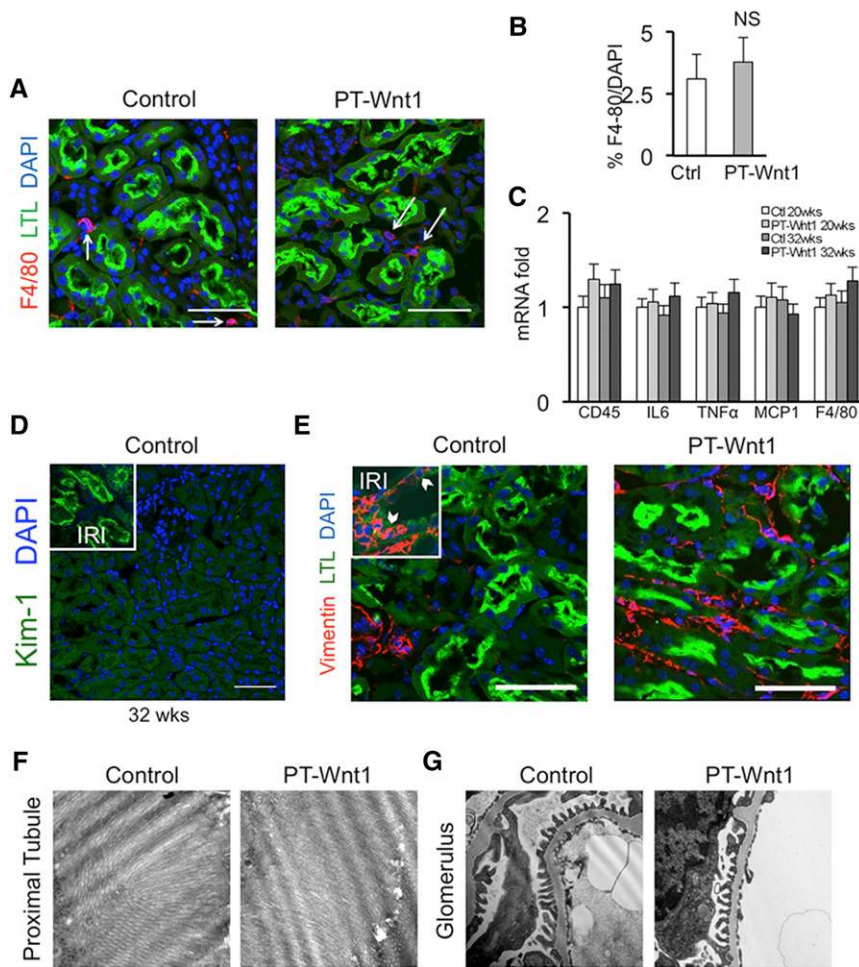 A
Control
PT-Wnt1
F4/80 LTL DAPI
B
NS
% F4-80/DAPI
5
2.5
0
Ctrl
PT-Wnt1
C
mRNA fold
2
1
0
Ctl 20wks
PT-Wnt1 20wks
Ctl 32wks
PT-Wnt1 32wks
CD45 IL6 TNFα MCP1 F4/80
D
Control
Kim-1 DAPI
IRI
32 wks
E
Control
PT-Wnt1
Vimentin LTL DAPI
IRI
F
Control
PT-Wnt1
Proximal Tubule
G
Control
PT-Wnt1
Glomerulus